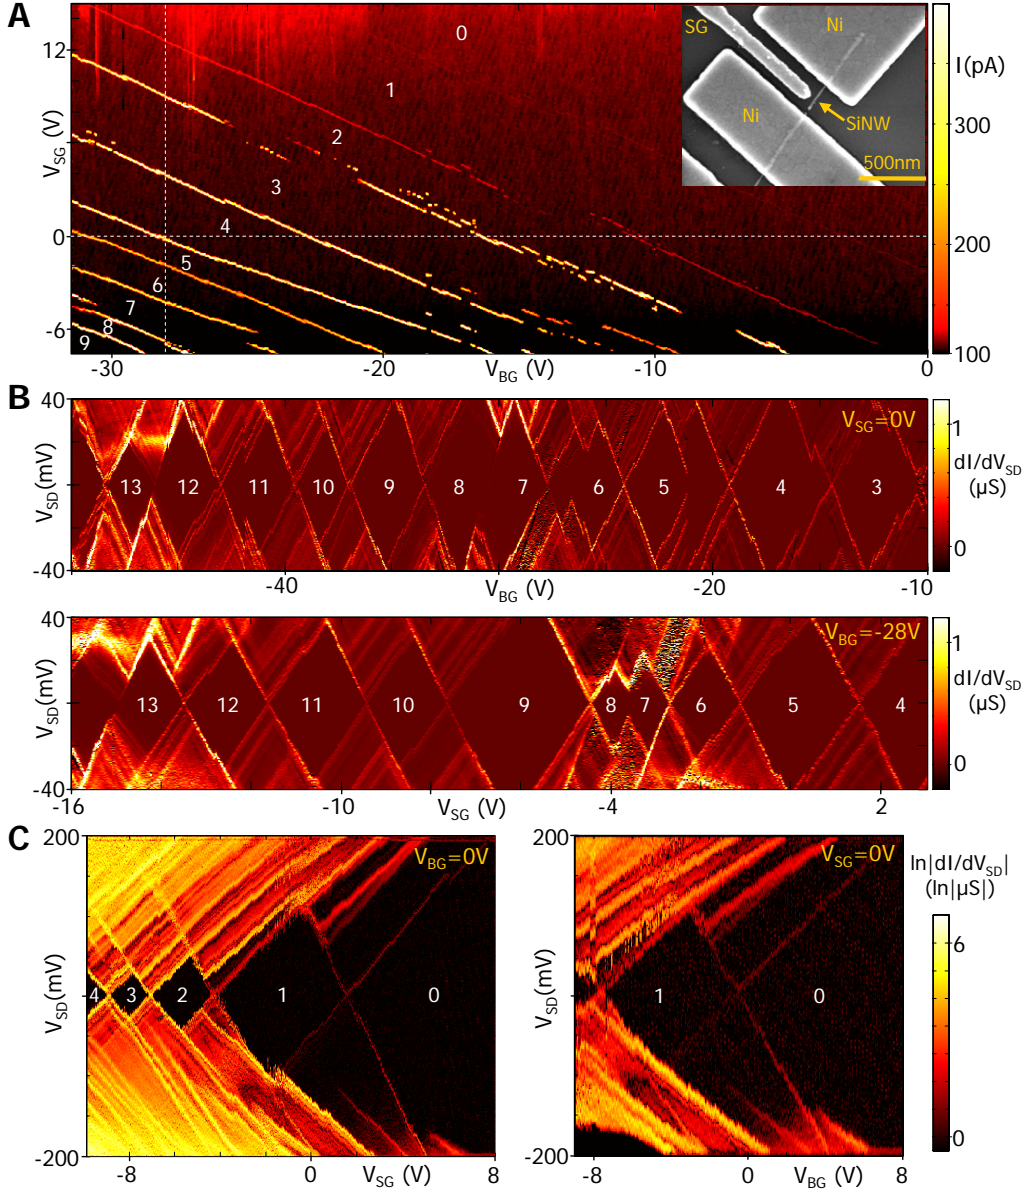 A
12
0
-6
V_SG (V)
0
1
2
3
4
5
6
7
8
9
SG
Ni
Ni
SiNW
500nm
I(pA)
300
200
100
-30
-20
-10
0
V_BG (V)
B
40
0
-40
V_SD(mV)
V_SG=0V
13
12
11
10
9
8
7
6
5
4
3
1
dI/dV_SD
(µS)
0
-40
-20
-10
V_BG (V)
40
0
-40
V_SD(mV)
V_BG=-28V
13
12
11
10
9
8
7
6
5
4
1
dI/dV_SD
(µS)
0
-16
-10
-4
2
V_SG (V)
C
200
-200
V_SD(mV)
V_BG=0V
4
3
2
1
0
-8
0
8
V_SG (V)
200
-200
V_SD(mV)
V_SG=0V
1
0
-8
0
8
V_BG (V)
ln|dI/dV_SD|
(ln|µS|)
6
0